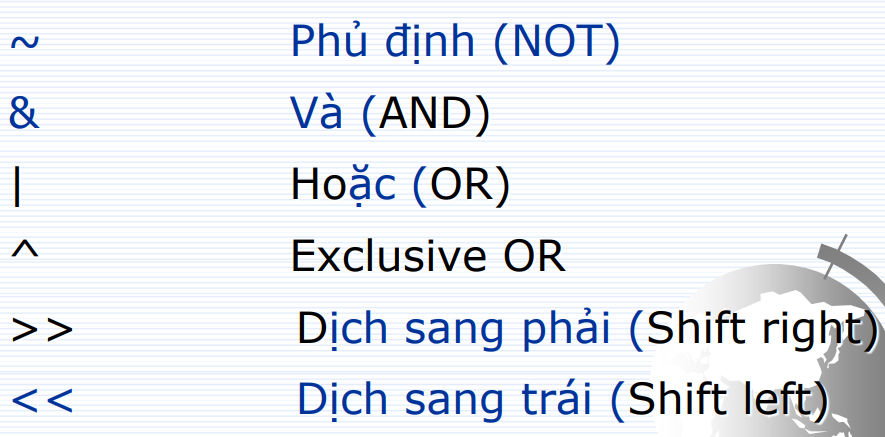 ~ Phủ định (NOT)
& Và (AND)
| Hoặc (OR)
^ Exclusive OR
>> Dịch sang phải (Shift right)
<< Dịch sang trái (Shift left)